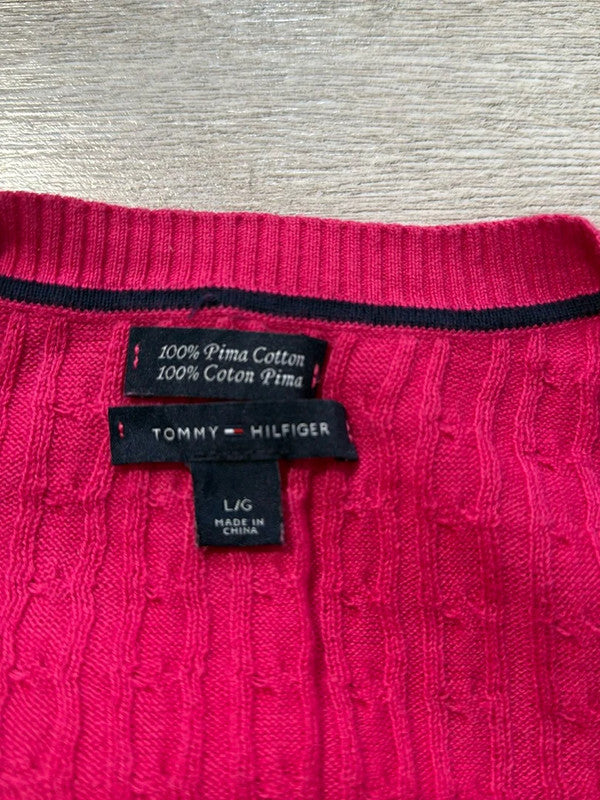 100% Pima Cotton
100% Coton Pima
TOMMY HILFIGER
L/G
MADE IN
CHINA